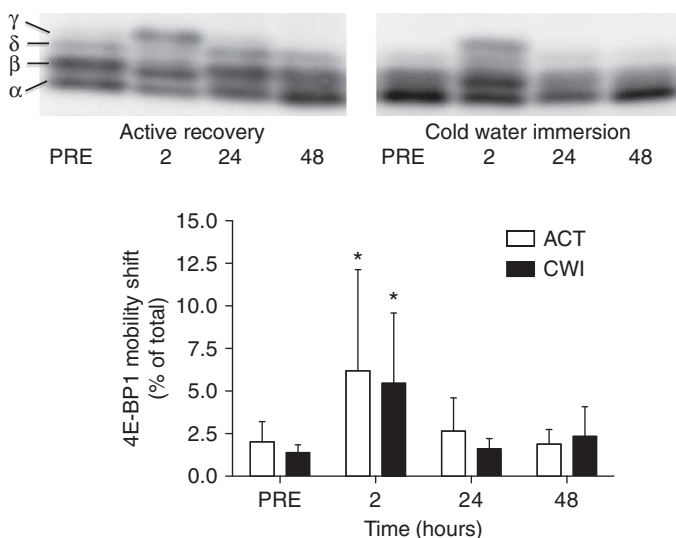 γ
δ
β
α
Active recovery
Cold water immersion
PRE 2 24 48
PRE 2 24 48
15.0
12.5
10.0
7.5
5.0
2.5
0.0
4E-BP1 mobility shift
(% of total)
* *
ACT
CWI
PRE 2 24 48
Time (hours)